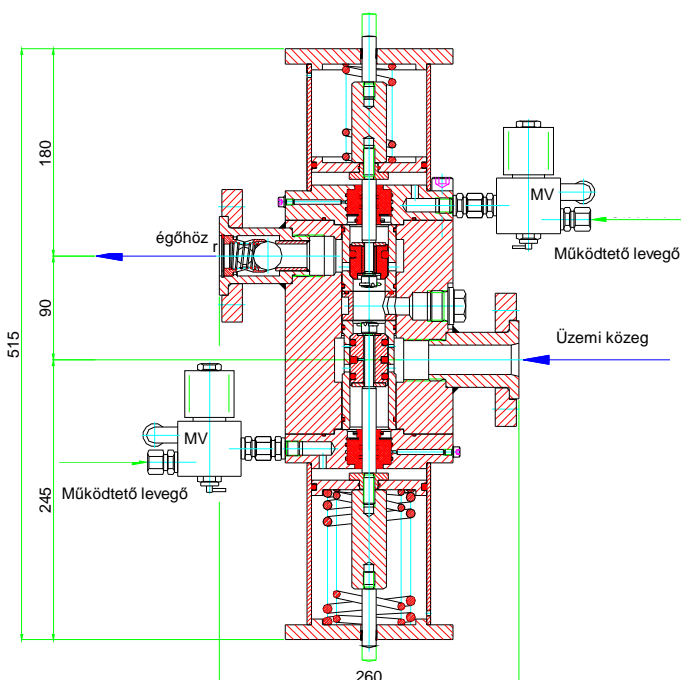 180
MV
égőhöz
r
Működtető levegő
90
515
Üzemi közeg
MV
Működtető levegő
245
260